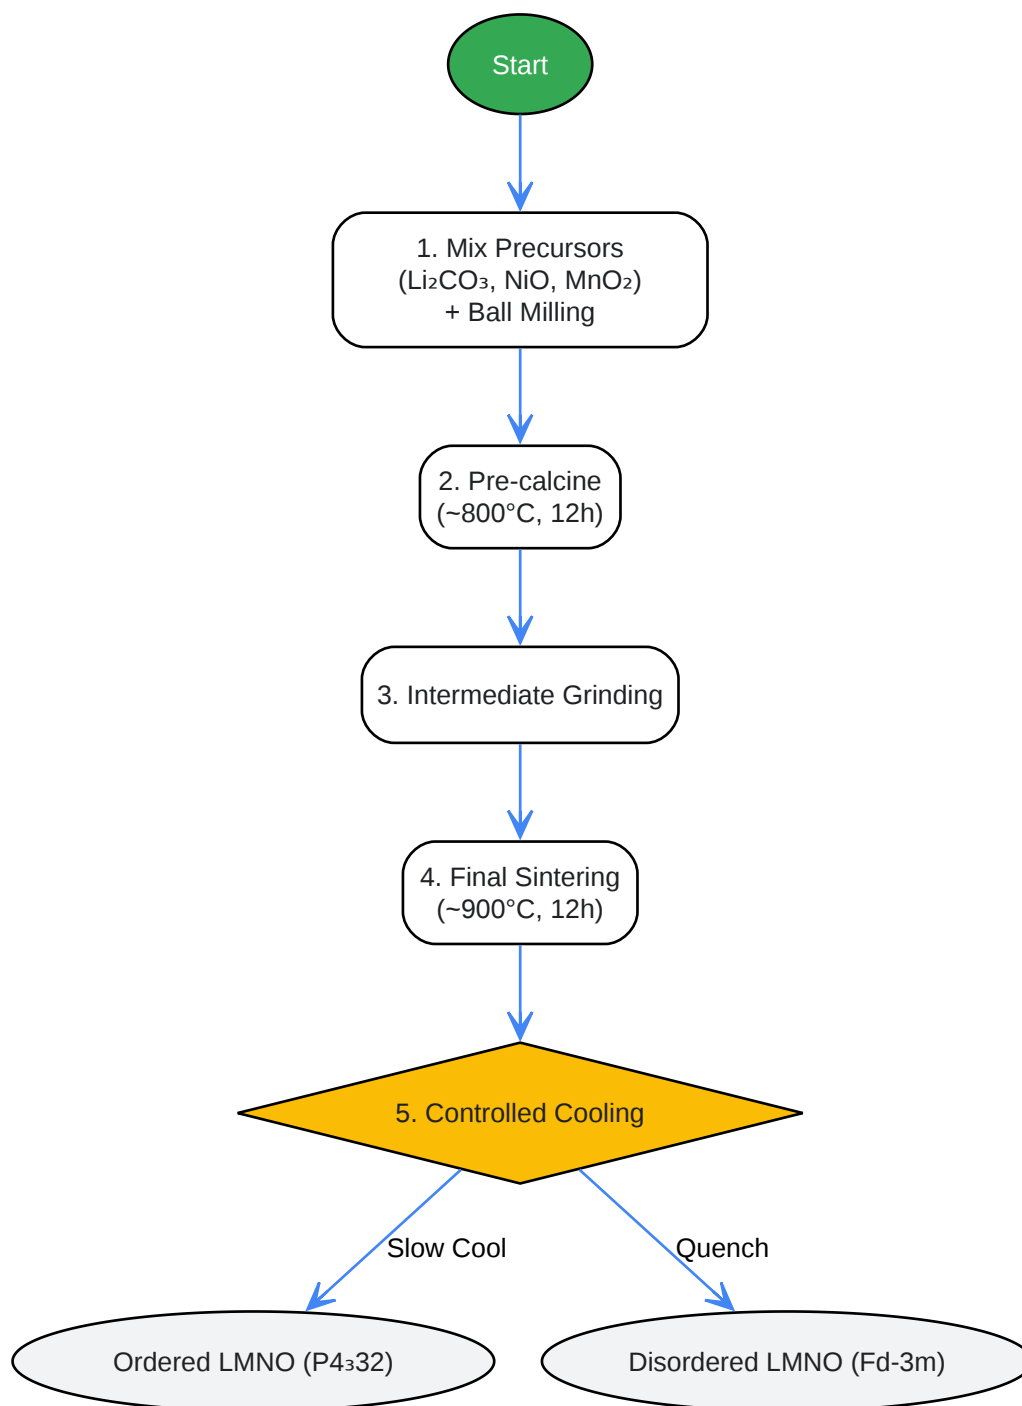 Start
1. Mix Precursors
(Li₂CO₃, NiO, MnO₂)
+ Ball Milling
2. Pre-calcine
(~800°C, 12h)
3. Intermediate Grinding
4. Final Sintering
(~900°C, 12h)
5. Controlled Cooling
Slow Cool
Quench
Ordered LMNO (P4₃32)
Disordered LMNO (Fd-3m)